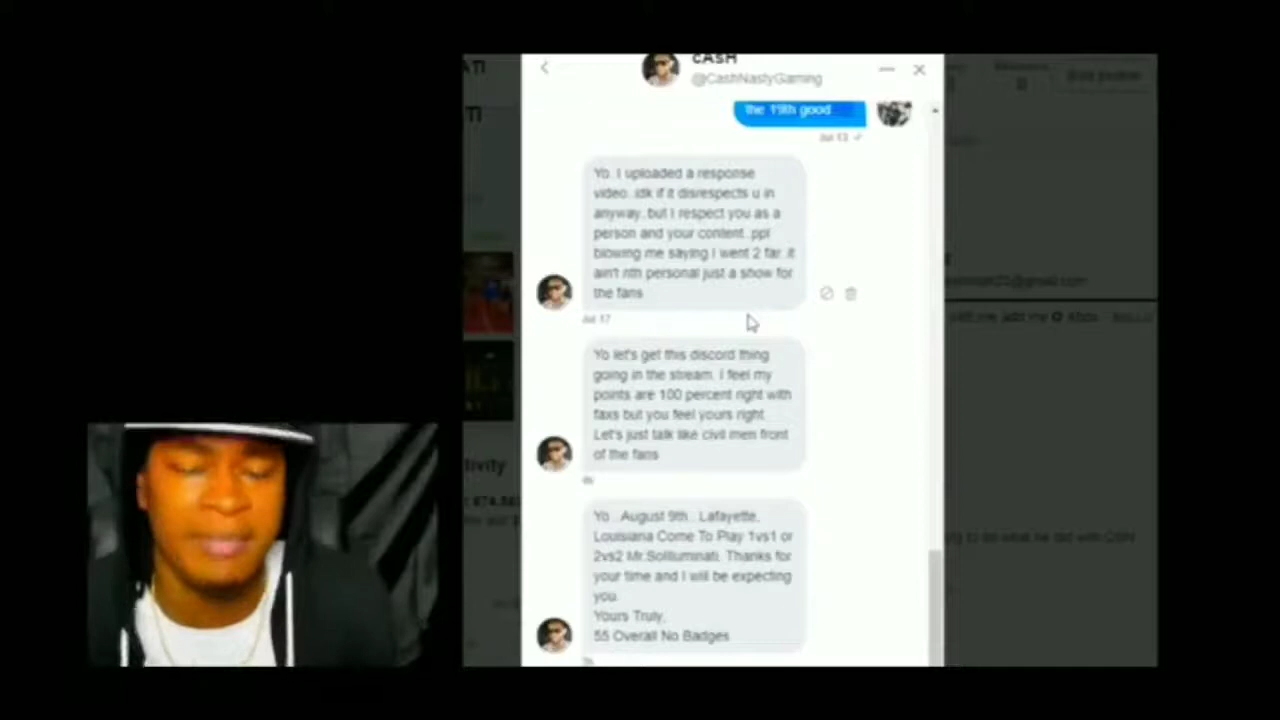 cAsH
@CashNastyGaming
the 19th good
Jul 13
Yo. I uploaded a response
video..idk if it disrespects u in
anyway..but I respect you as a
person and your content..ppl
blowing me saying I went 2 far..it
ain't nth personal just a show for
the fans
Jul 17
Yo let's get this discord thing
going in the stream. I feel my
points are 100 percent right with
faxs but you feel yours right.
Let's just talk like civil men front
of the fans
Yo...August 9th...Lafayette,
Louisiana Come To Play 1vs1 or
2vs2 Mr.SoIlluminati. Thanks for
your time and I will be expecting
you.
Yours Truly,
55 Overall No Badges